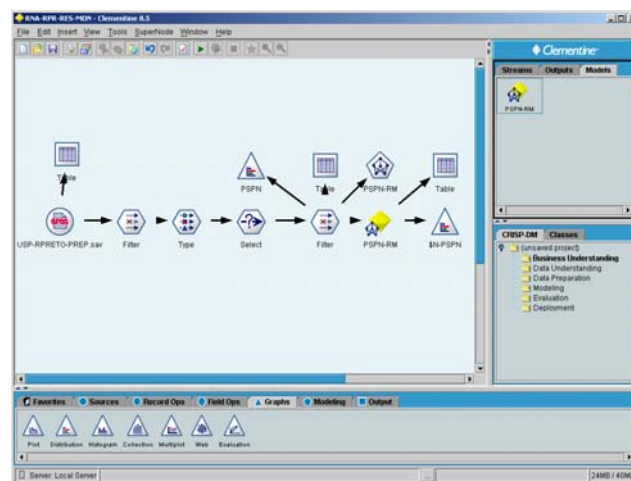 RNA-RPR-RES-MON - Clementine 8.5
File Edit Insert View Tools SuperNode Window Help
Clementine
Streams Outputs Models
PSPN-RM
Table
PSPN
Table
PSPN-RM
Table
USP-RPRETO-PREP.sav
Filter
Type
Select
Filter
PSPN-RM
$N-PSPN
CRISP-DM Classes
(unsaved project)
Business Understanding
Data Understanding
Data Preparation
Modeling
Evaluation
Deployment
Favorites Sources Record Ops Field Ops Graphs Modeling Output
Plot Distribution Histogram Collection Multiplot Web Evaluation
Server: Local Server
24MB / 40M